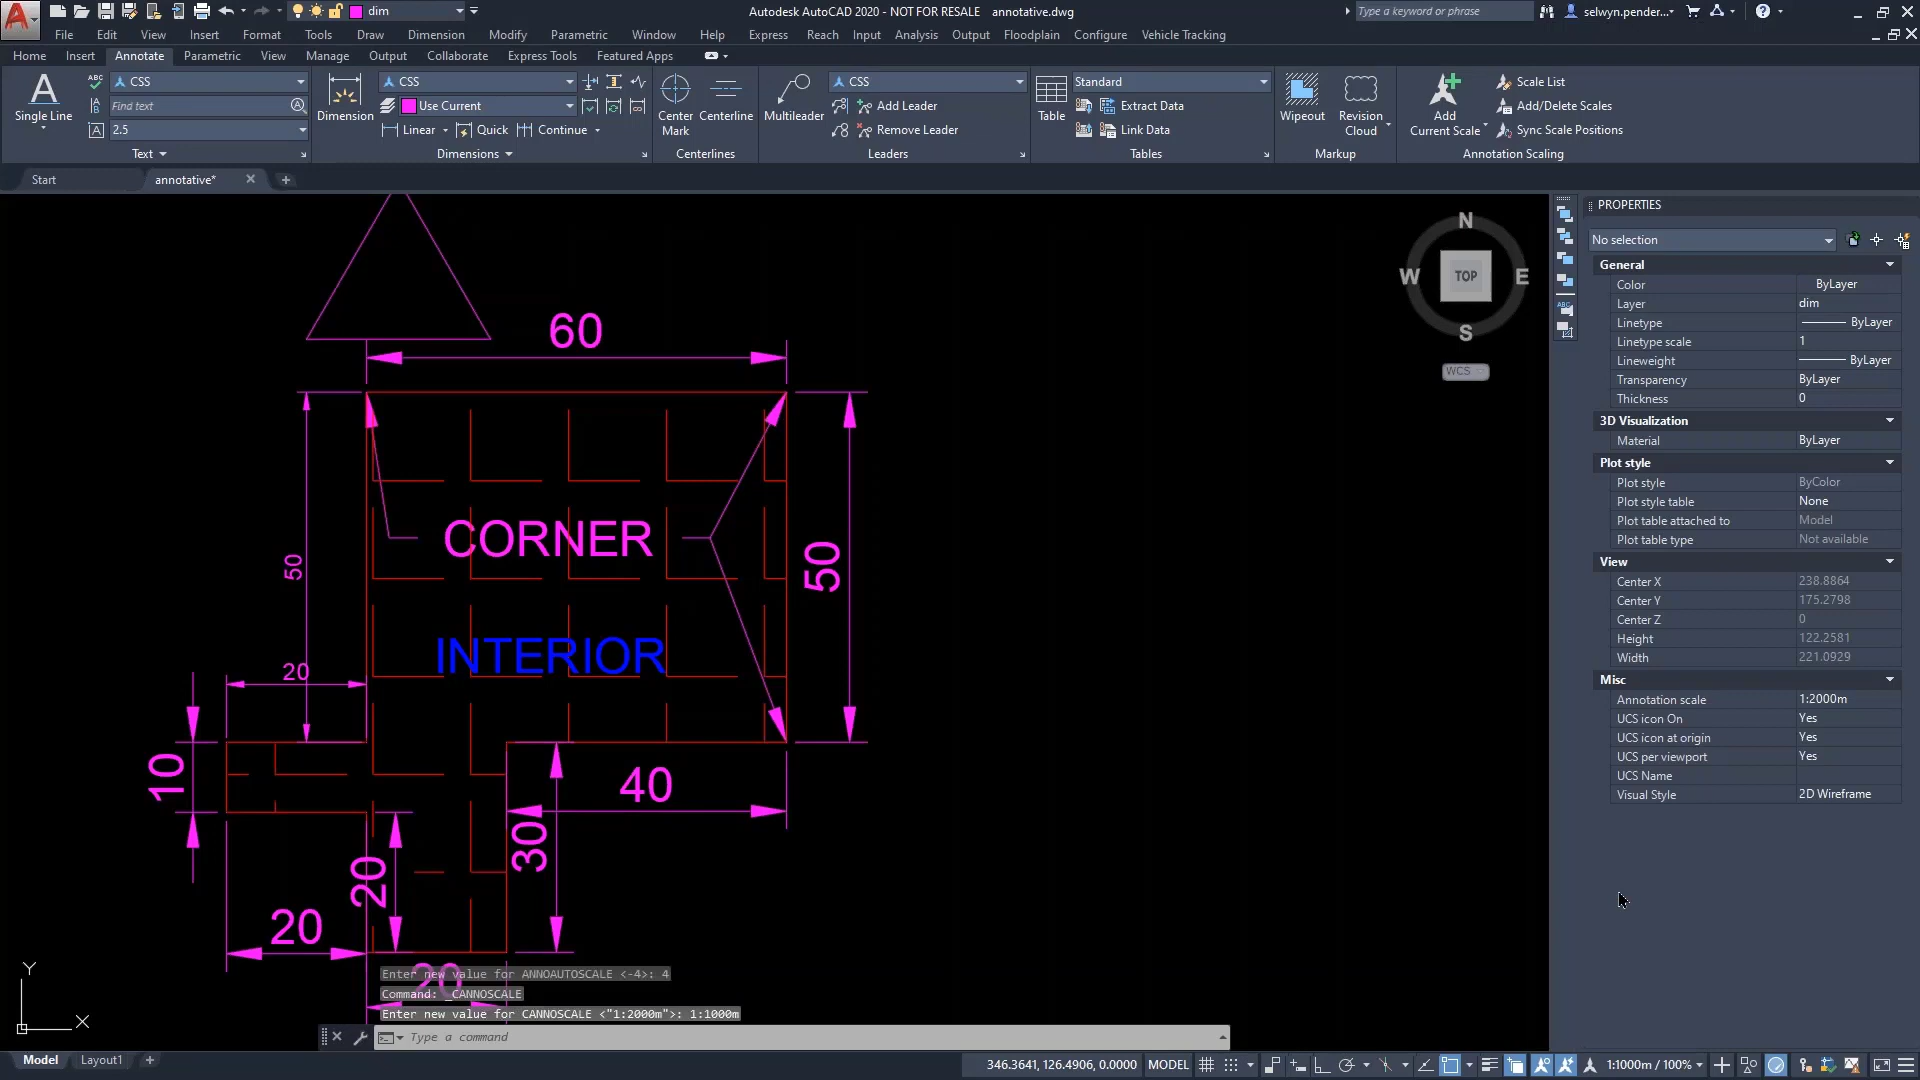 dim
Autodesk AutoCAD 2020 - NOT FOR RESALE annotative.dwg
Type a keyword or phrase
selwyn.pender...
File Edit View Insert Format Tools Draw Dimension Modify Parametric Window Help Express Reach Input Analysis Output Floodplain Configure Vehicle Tracking
Home Insert Annotate Parametric View Manage Output Collaborate Express Tools Featured Apps
CSS
Find text
2.5
Single Line
Text
Dimension
CSS
Use Current
Linear Quick Continue
Dimensions
Center Mark
Centerline
Centerlines
Multileader
CSS
Add Leader
Remove Leader
Leaders
Table
Standard
Extract Data
Link Data
Tables
Wipeout
Revision Cloud
Markup
Add Current Scale
Scale List
Add/Delete Scales
Sync Scale Positions
Annotation Scaling
Start
annotative*
N
W
TOP
E
S
WCS
60
50
CORNER
50
INTERIOR
20
10
40
30
20
20
20
Y
X
Enter new value for ANNOAUTOSCALE <-4>: 4
Command: _CANNOSCALE
Enter new value for CANNOSCALE <"1:2000m">: 1:1000m
Type a command
PROPERTIES
No selection
General
Color ByLayer
Layer dim
Linetype ByLayer
Linetype scale 1
Lineweight ByLayer
Transparency ByLayer
Thickness 0
3D Visualization
Material ByLayer
Plot style
Plot style ByColor
Plot style table None
Plot table attached to Model
Plot table type Not available
View
Center X 238.8864
Center Y 175.2798
Center Z 0
Height 122.2581
Width 221.0929
Misc
Annotation scale 1:2000m
UCS icon On Yes
UCS icon at origin Yes
UCS per viewport Yes
UCS Name
Visual Style 2D Wireframe
Model
Layout1
346.3641, 126.4906, 0.0000
MODEL
1:1000m / 100%